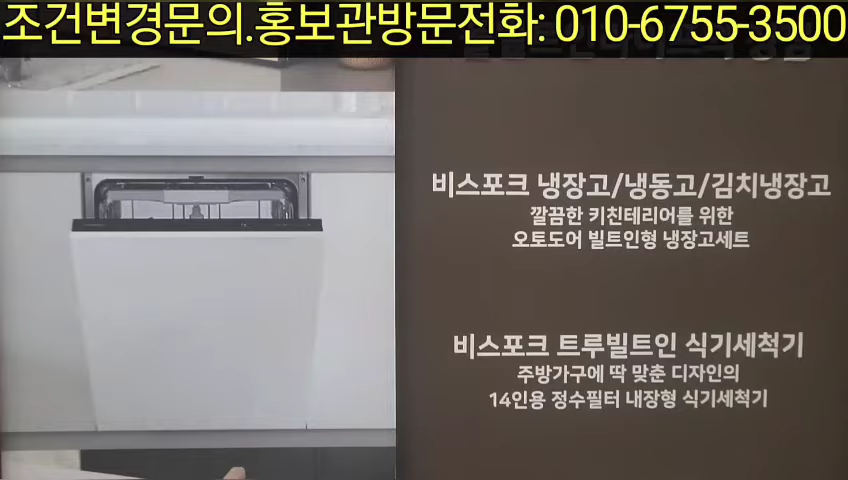 조건변경문의.홍보관방문전화: 010-6755-3500
비스포크 냉장고/냉동고/김치냉장고
깔끔한 키친테리어를 위한
오토도어 빌트인형 냉장고세트
비스포크 트루빌트인 식기세척기
주방가구에 딱 맞춘 디자인의
14인용 정수필터 내장형 식기세척기